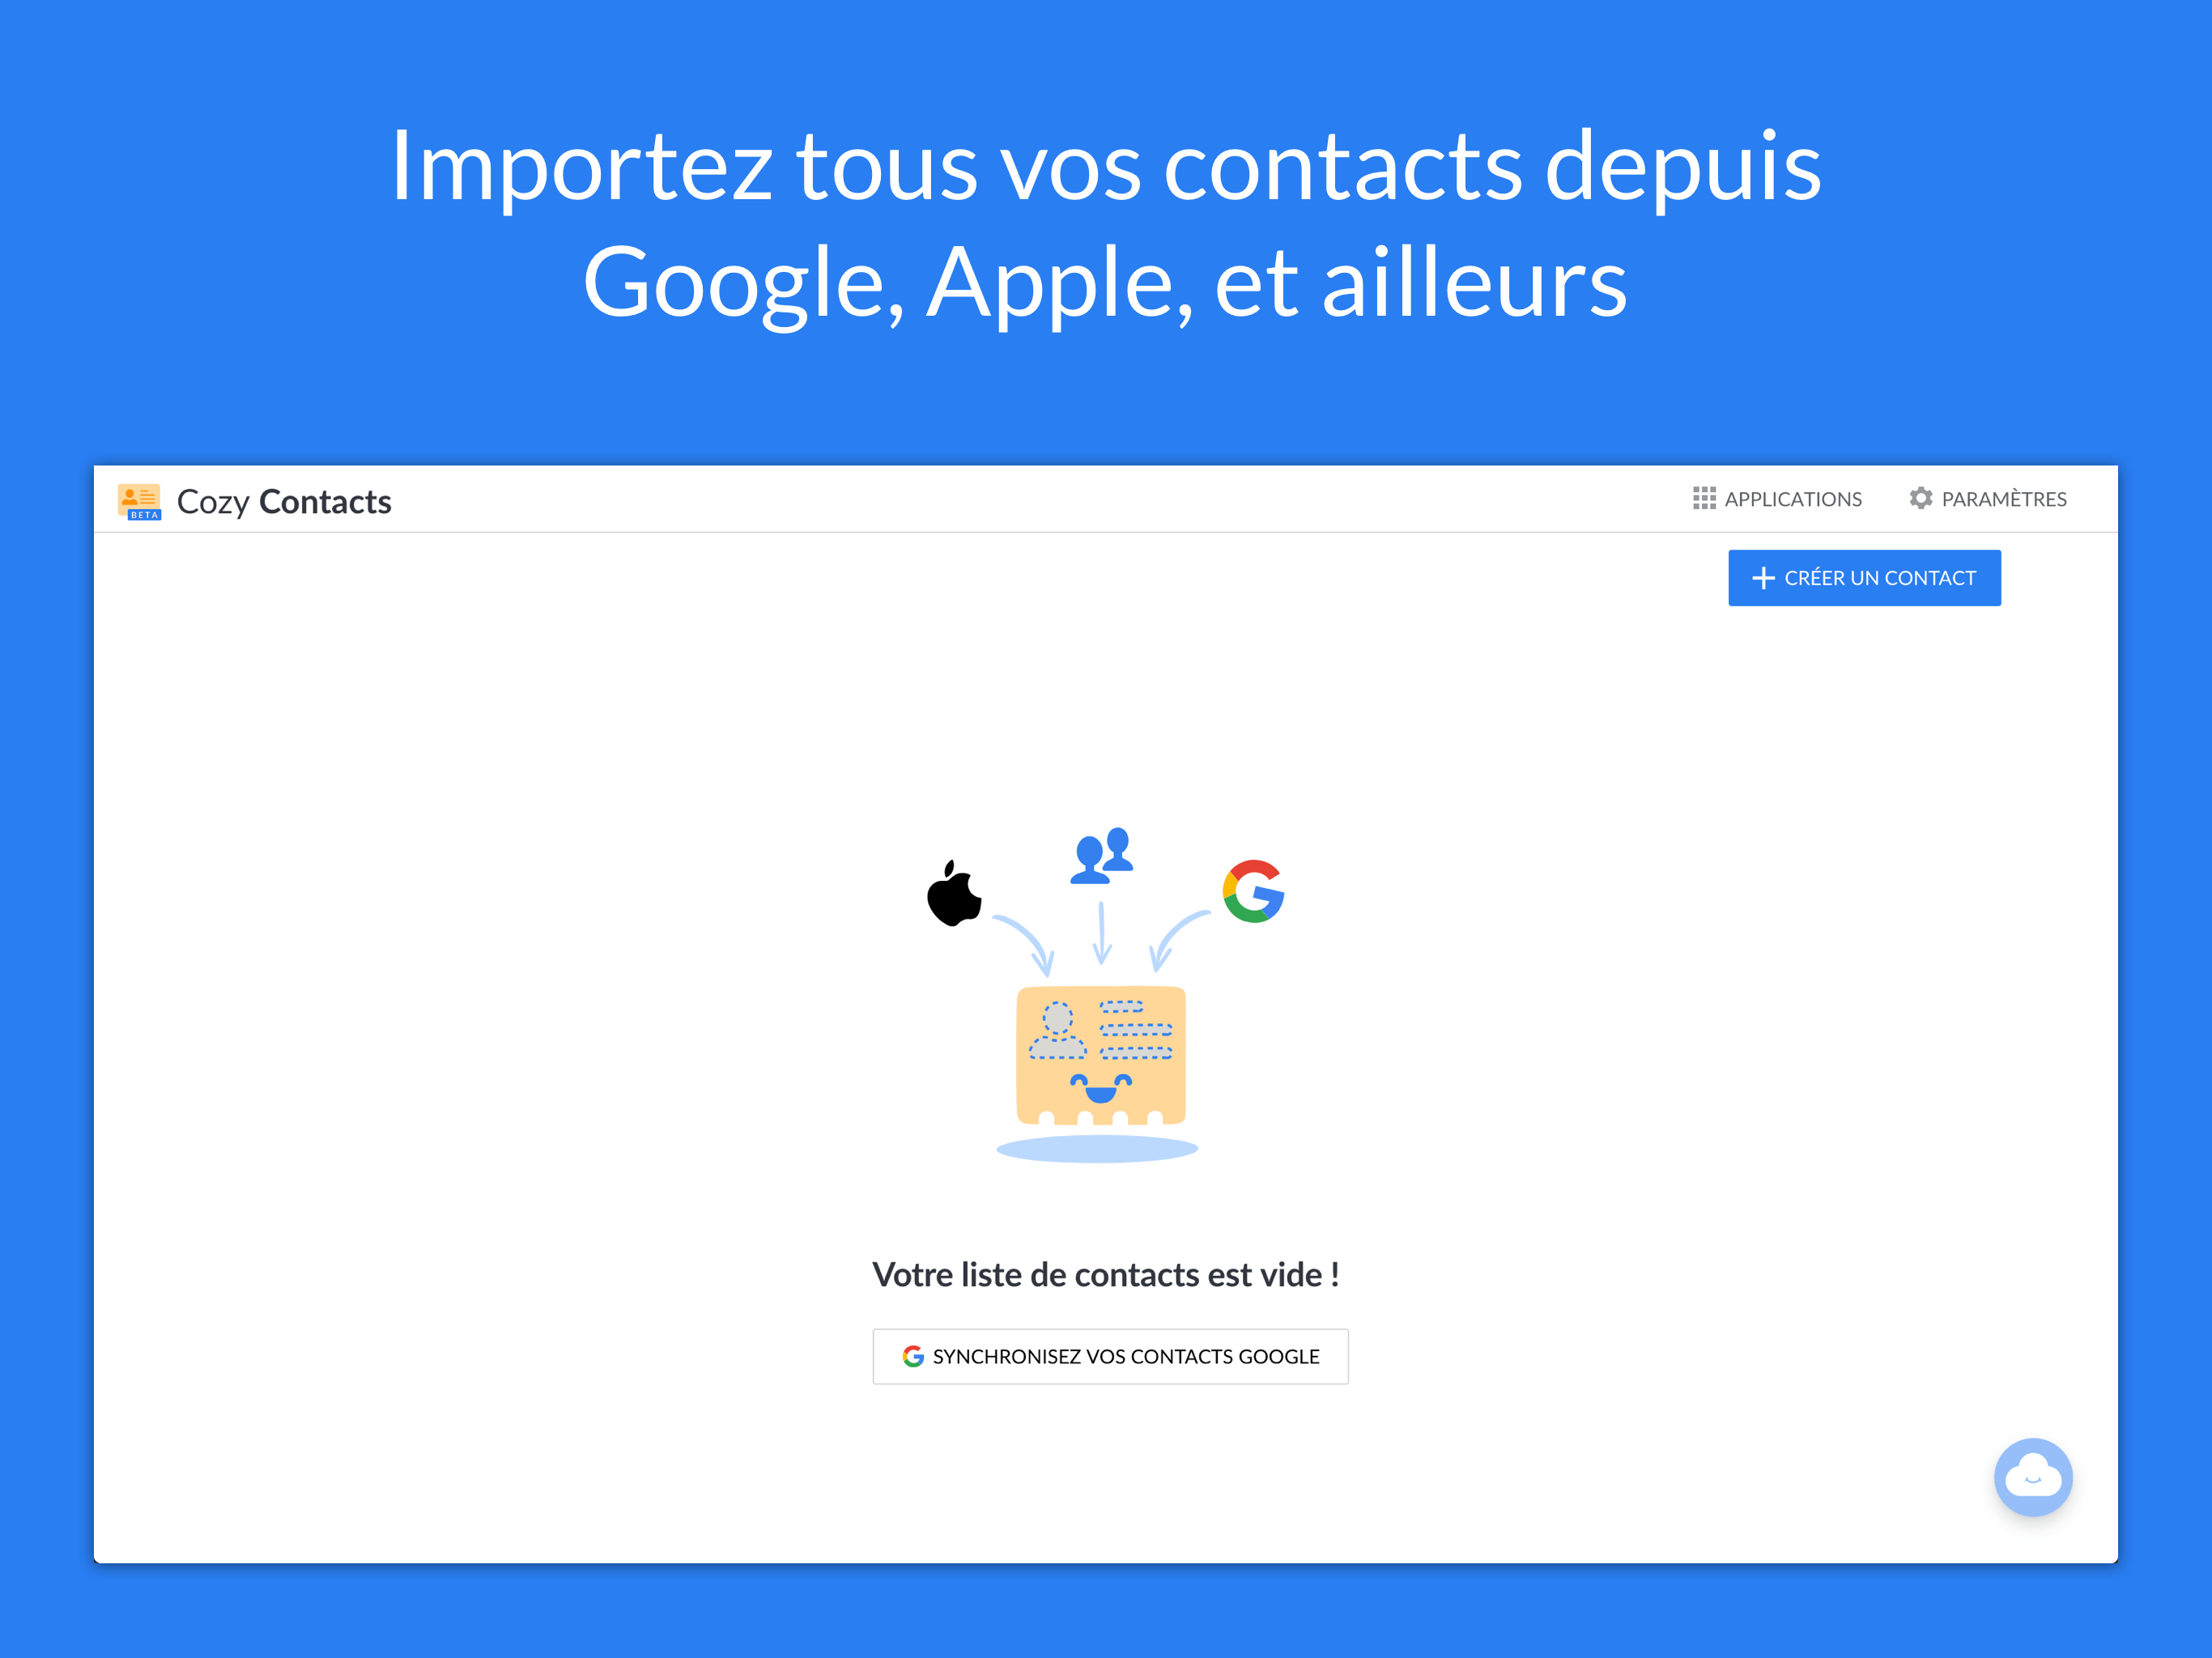 Importez tous vos contacts depuis
Google, Apple, et ailleurs
BETA
Cozy Contacts
APPLICATIONS
PARAMÈTRES
CRÉER UN CONTACT
Votre liste de contacts est vide !
SYNCHRONISEZ VOS CONTACTS GOOGLE